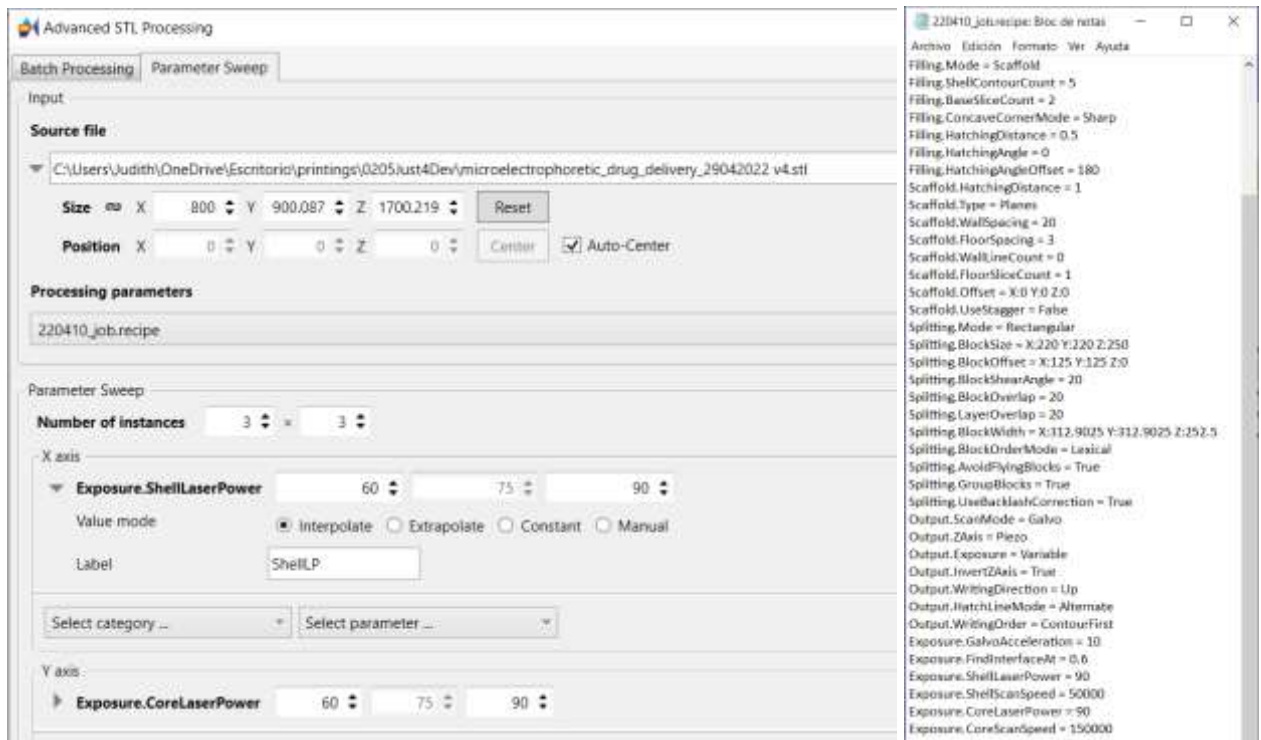 Advanced STL Processing
Batch Processing Parameter Sweep
Input
Source file
C:\Users\Judith\OneDrive\Escritorio\printings\0205Just4Dev\microelectrophoretic_drug_delivery_29042022 v4.stl
Size X 800 Y 900.087 Z 1700.219 Reset
Position X 0 Y 0 Z 0 Center Auto-Center
Processing parameters
220410_job.recipe
Parameter Sweep
Number of instances 3 × 3
X axis
Exposure.ShellLaserPower 60 75 90
Value mode Interpolate Extrapolate Constant Manual
Label ShellLP
Select category ... Select parameter ...
Y axis
Exposure.CoreLaserPower 60 75 90
220410_job.recipe: Bloc de notas
Archivo Edición Formato Ver Ayuda
Filling.Mode = Scaffold
Filling.ShellContourCount = 5
Filling.BaseSliceCount = 2
Filling.ConcaveCornerMode = Sharp
Filling.HatchingDistance = 0.5
Filling.HatchingAngle = 0
Filling.HatchingAngleOffset = 180
Scaffold.HatchingDistance = 1
Scaffold.Type = Planes
Scaffold.WallSpacing = 20
Scaffold.FloorSpacing = 3
Scaffold.WallLineCount = 0
Scaffold.FloorSliceCount = 1
Scaffold.Offset = X:0 Y:0 Z:0
Scaffold.UseStagger = False
Splitting.Mode = Rectangular
Splitting.BlockSize = X:220 Y:220 Z:250
Splitting.BlockOffset = X:125 Y:125 Z:0
Splitting.BlockShearAngle = 20
Splitting.BlockOverlap = 20
Splitting.LayerOverlap = 20
Splitting.BlockWidth = X:312.9025 Y:312.9025 Z:252.5
Splitting.BlockOrderMode = Lexical
Splitting.AvoidFlyingBlocks = True
Splitting.GroupBlocks = True
Splitting.UseBacklashCorrection = True
Output.ScanMode = Galvo
Output.ZAxis = Piezo
Output.Exposure = Variable
Output.InvertZAxis = True
Output.WritingDirection = Up
Output.HatchLineMode = Alternate
Output.WritingOrder = ContourFirst
Exposure.GalvoAcceleration = 10
Exposure.FindInterfaceAt = 0.6
Exposure.ShellLaserPower = 90
Exposure.ShellScanSpeed = 50000
Exposure.CoreLaserPower = 90
Exposure.CoreScanSpeed = 150000